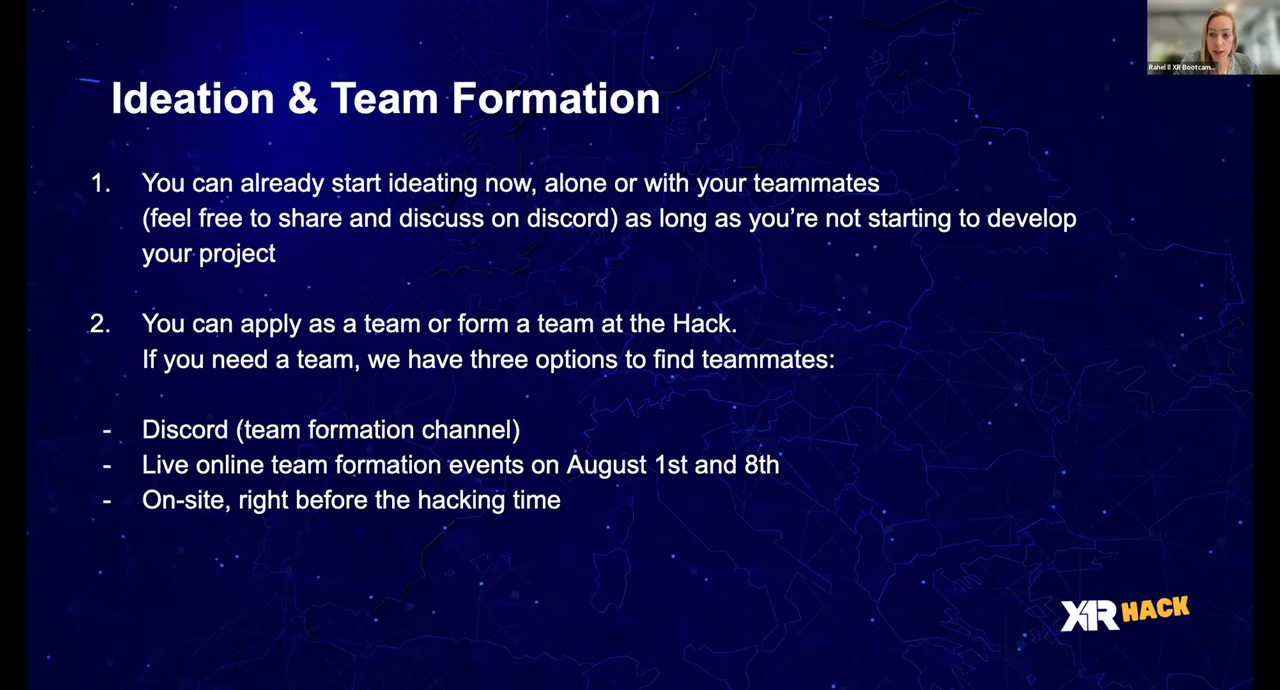 Rahel ll XR Bootcam...
Ideation & Team Formation
1. You can already start ideating now, alone or with your teammates
(feel free to share and discuss on discord) as long as you’re not starting to develop
your project
2. You can apply as a team or form a team at the Hack.
If you need a team, we have three options to find teammates:
- Discord (team formation channel)
- Live online team formation events on August 1st and 8th
- On-site, right before the hacking time
XR HACK